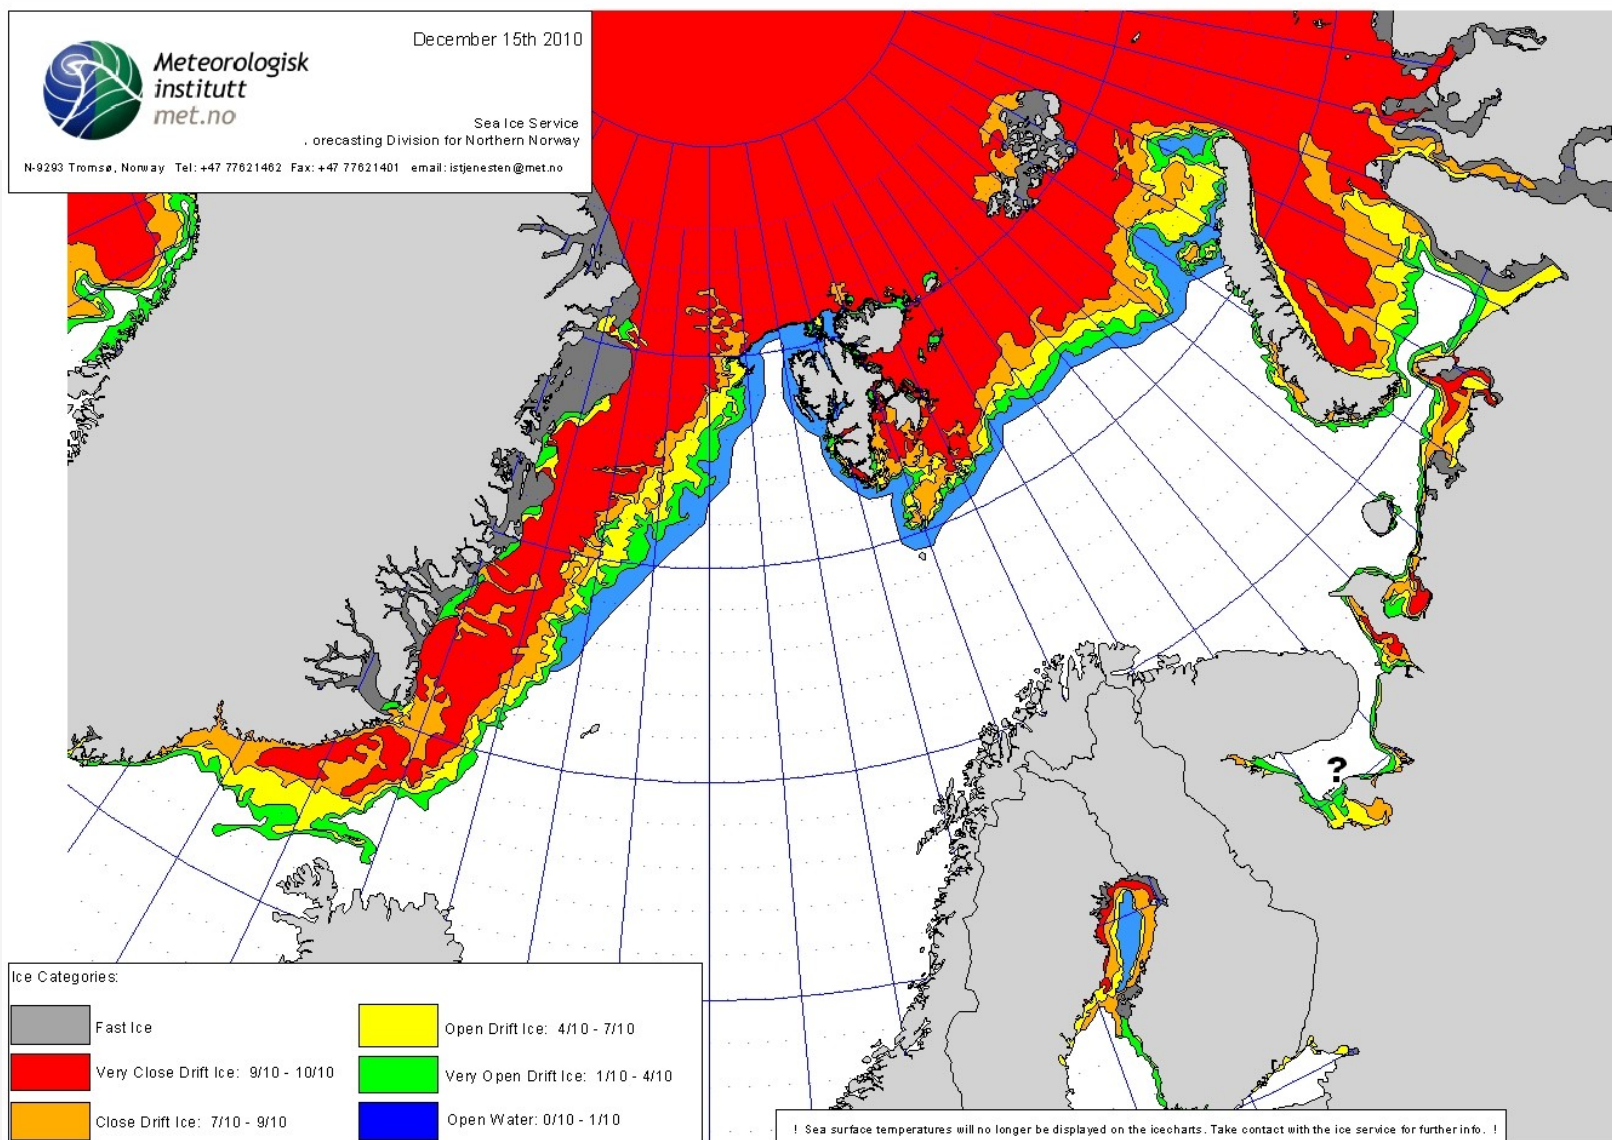 December 15th 2010
Meteorologisk
institutt
met.no
Sea Ice Service
. orecasting Division for Northern Norway
N-9293 Tromsø, Norway Tel: +47 77621462 Fax: +47 77621401 email: istjenesten@met.no
?
Ice Categories:
Fast Ice
Very Close Drift Ice: 9/10 - 10/10
Close Drift Ice: 7/10 - 9/10
Open Drift Ice: 4/10 - 7/10
Very Open Drift Ice: 1/10 - 4/10
Open Water: 0/10 - 1/10
! Sea surface temperatures will no longer be displayed on the icecharts. Take contact with the ice service for further info. !